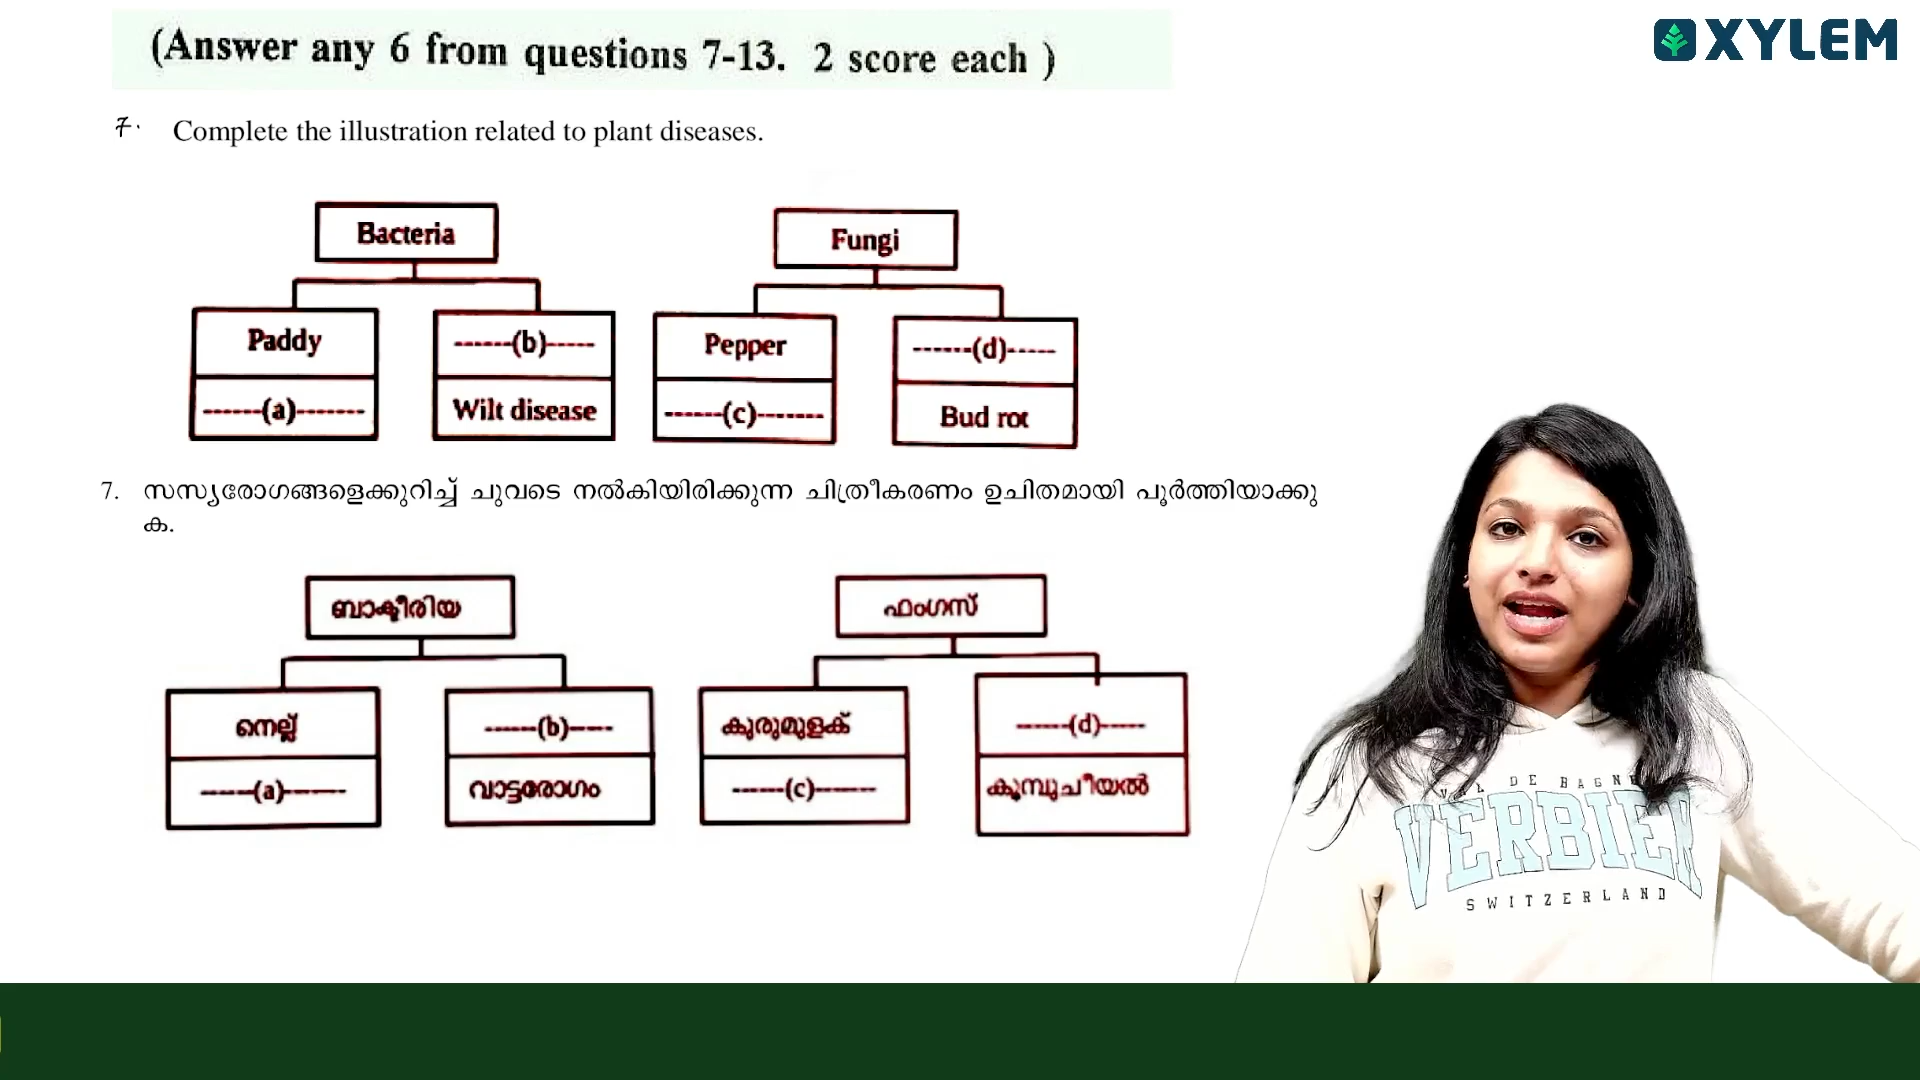 XYLEM
(Answer any 6 from questions 7-13. 2 score each )
7. Complete the illustration related to plant diseases.
Bacteria
Fungi
Paddy
------(b)-----
Pepper
------(d)-----
------(a)-------
Wilt disease
------(c)-------
Bud rot
7. സസ്യരോഗങ്ങളെക്കുറിച്ച് ചുവടെ നൽകിയിരിക്കുന്ന ചിത്രീകരണം ഉചിതമായി പൂർത്തിയാക്കു
ക.
ബാക്ടീരിയ
ഫംഗസ്
നെല്ല്
------(b)-----
കുരുമുളക്
------(d)-----
------(a)-------
വാട്ടരോഗം
------(c)-------
കൂമ്പുചീയൽ
VERBIER
SWITZERLAND